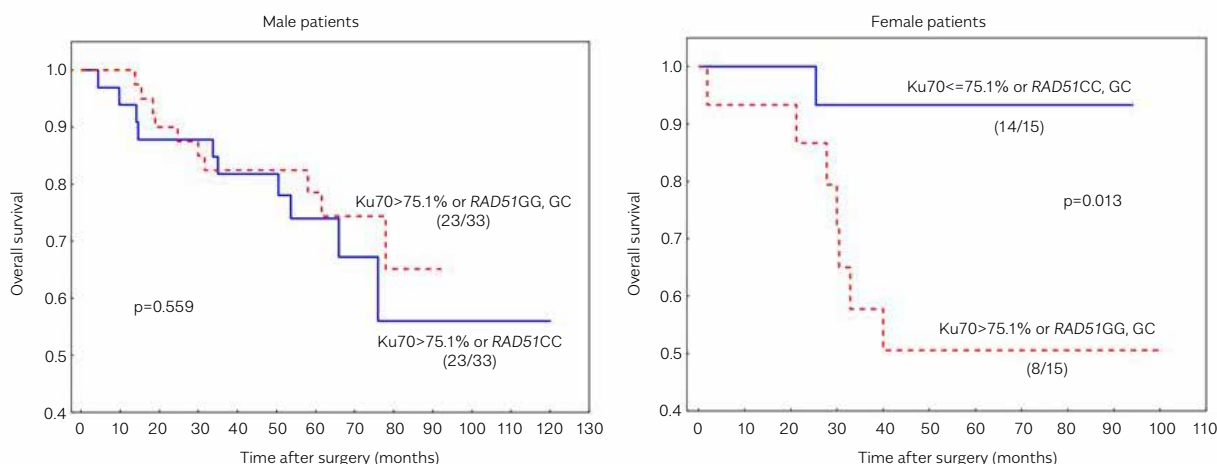 Male patients
Overall survival
1.0
0.9
0.8
0.7
0.6
0.5
0.4
Ku70>75.1% or RAD51GG, GC
(23/33)
p=0.559
Ku70>75.1% or RAD51CC
(23/33)
0 10 20 30 40 50 60 70 80 90 100 110 120 130
Time after surgery (months)
Female patients
Overall survival
1.0
0.9
0.8
0.7
0.6
0.5
0.4
Ku70<=75.1% or RAD51CC, GC
(14/15)
p=0.013
Ku70>75.1% or RAD51GG, GC
(8/15)
0 10 20 30 40 50 60 70 80 90 100 110
Time after surgery (months)